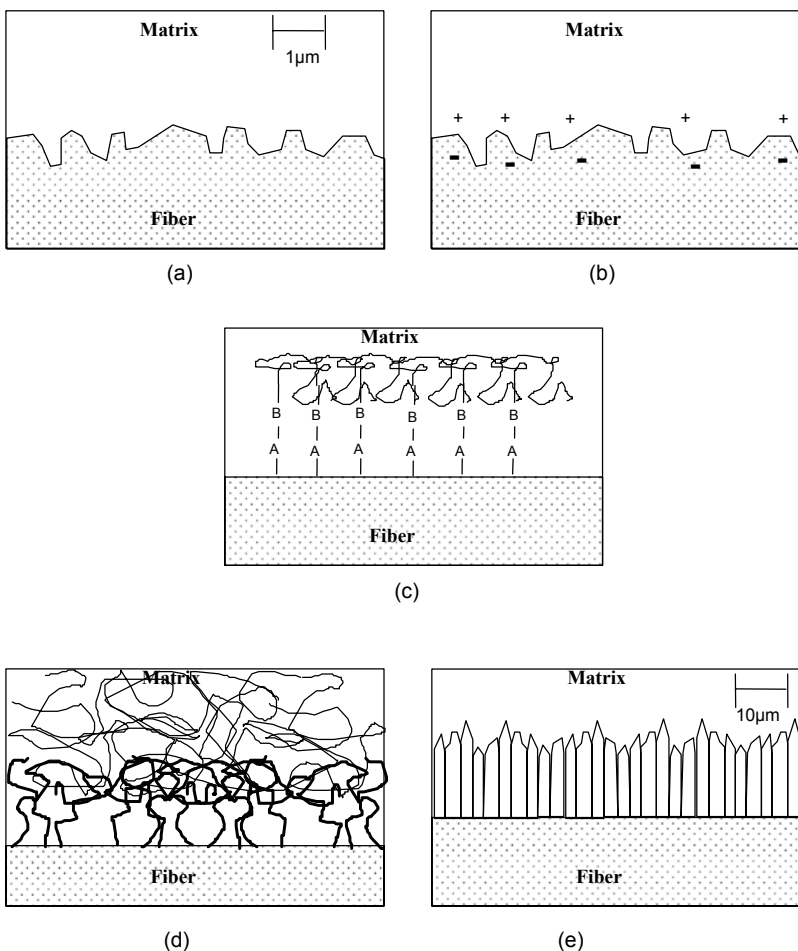 Matrix
1µm
Fiber
(a)
Matrix
+ + + + +
- - - - -
Fiber
(b)
Matrix
B B B B B B
A A A A A A
Fiber
(c)
Matrix
Fiber
(d)
Matrix
10µm
Fiber
(e)